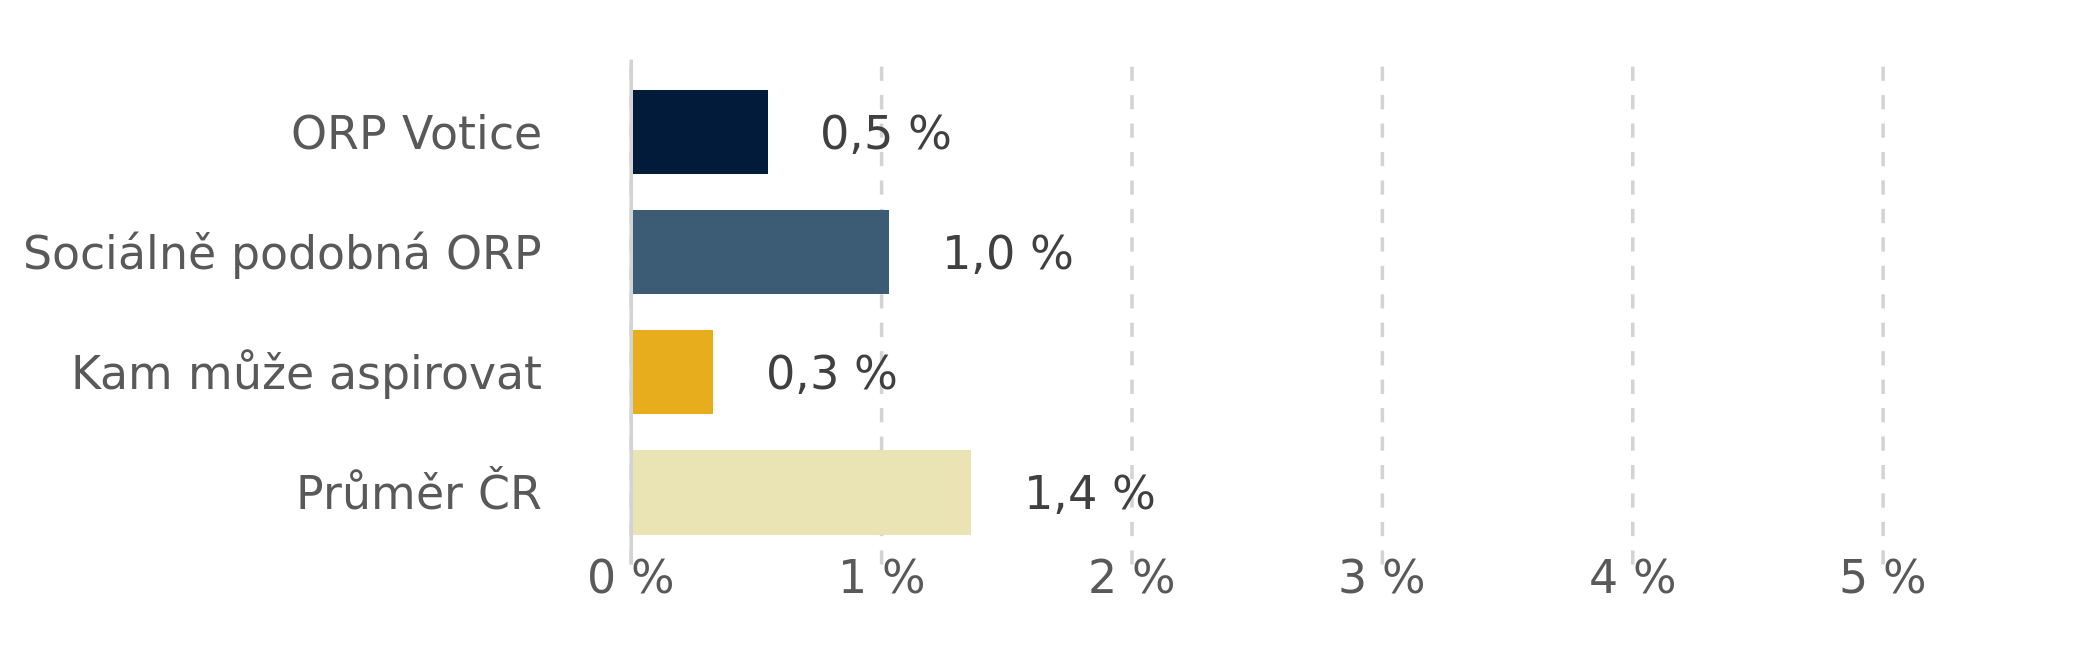 ORP Votice 0,5 %
Sociálně podobná ORP 1,0 %
Kam může aspirovat 0,3 %
Průměr ČR 1,4 %
0 % 1 % 2 % 3 % 4 % 5 %